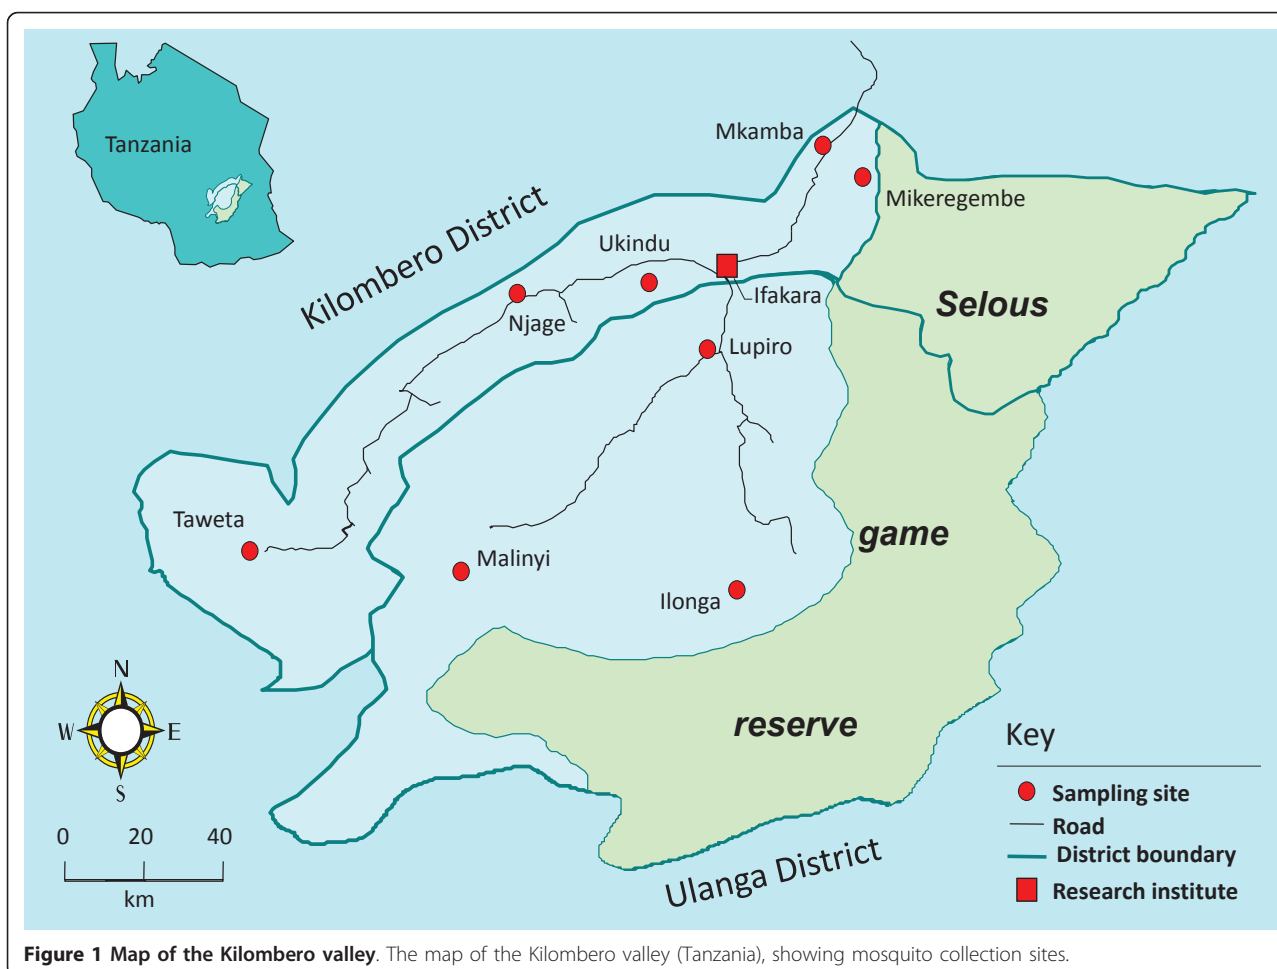 Tanzania
Mkamba
Mikeregembe
Kilombero District
Ukindu
Ifakara
Njage
Selous
Lupiro
Taweta
game
Malinyi
Ilonga
N
W E
S
reserve
Key
Sampling site
Road
District boundary
Research institute
0 20 40
km
Ulanga District
Figure 1 Map of the Kilombero valley. The map of the Kilombero valley (Tanzania), showing mosquito collection sites.